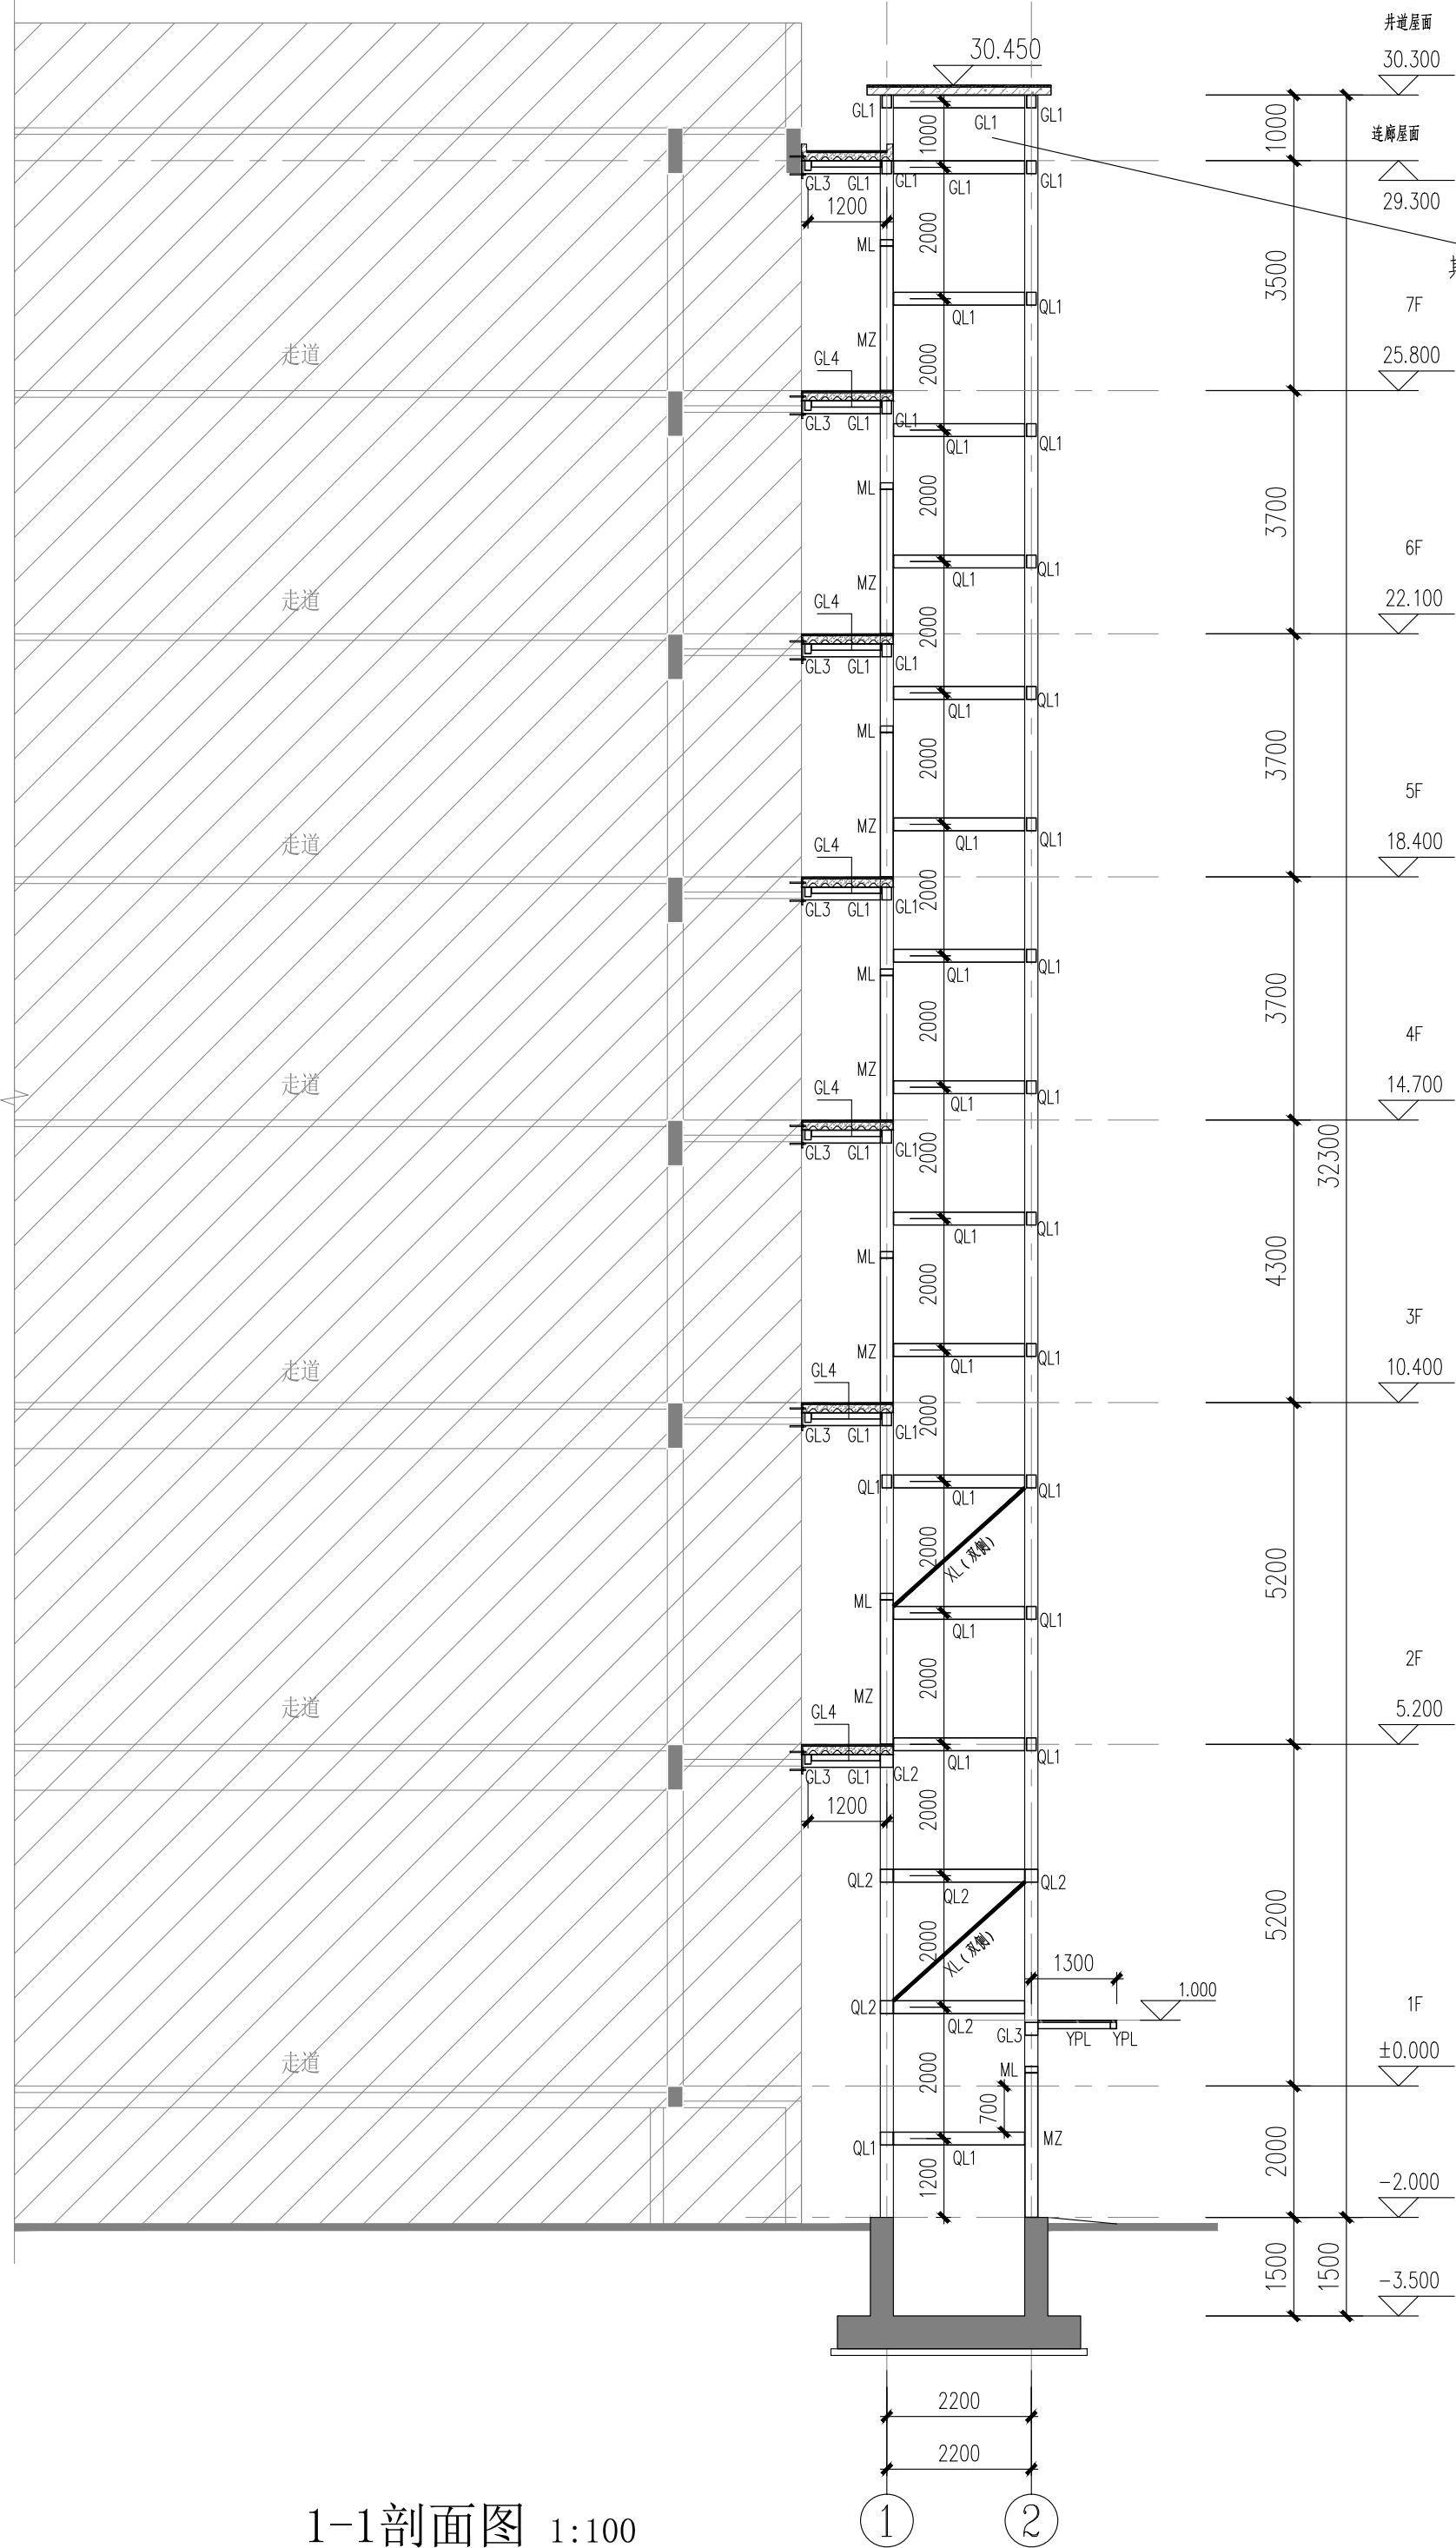 井道屋面
30.450
30.300
GL1
GL1
GL1
1000
1000
连廊屋面
GL3
GL1
GL1
GL1
GL1
29.300
1200
2000
ML
3500
7F
QL1
QL1
MZ
走道
GL4
2000
25.800
GL3
GL1
GL1
QL1
QL1
ML
2000
3700
6F
QL1
QL1
MZ
走道
GL4
2000
22.100
GL3
GL1
GL1
QL1
QL1
ML
2000
3700
5F
MZ
QL1
QL1
走道
GL4
18.400
2000
GL3
GL1
GL1
ML
QL1
QL1
2000
3700
4F
MZ
走道
GL4
QL1
QL1
14.700
GL3
GL1
GL1
2000
32300
QL1
QL1
ML
2000
4300
3F
MZ
QL1
QL1
走道
GL4
10.400
GL3
GL1
GL1
2000
QL1
QL1
QL1
2000
XL(双侧)
5200
ML
QL1
QL1
2F
2000
MZ
走道
GL4
5.200
GL3
GL1
GL2
QL1
QL1
1200
2000
QL2
QL2
QL2
5200
2000
XL(双侧)
1300
1.000
QL2
QL2
1F
GL3
YPL
YPL
±0.000
走道
2000
ML
700
MZ
QL1
QL1
2000
1200
-2.000
1500
1500
-3.500
2200
2200
1
2
1-1剖面图 1:100